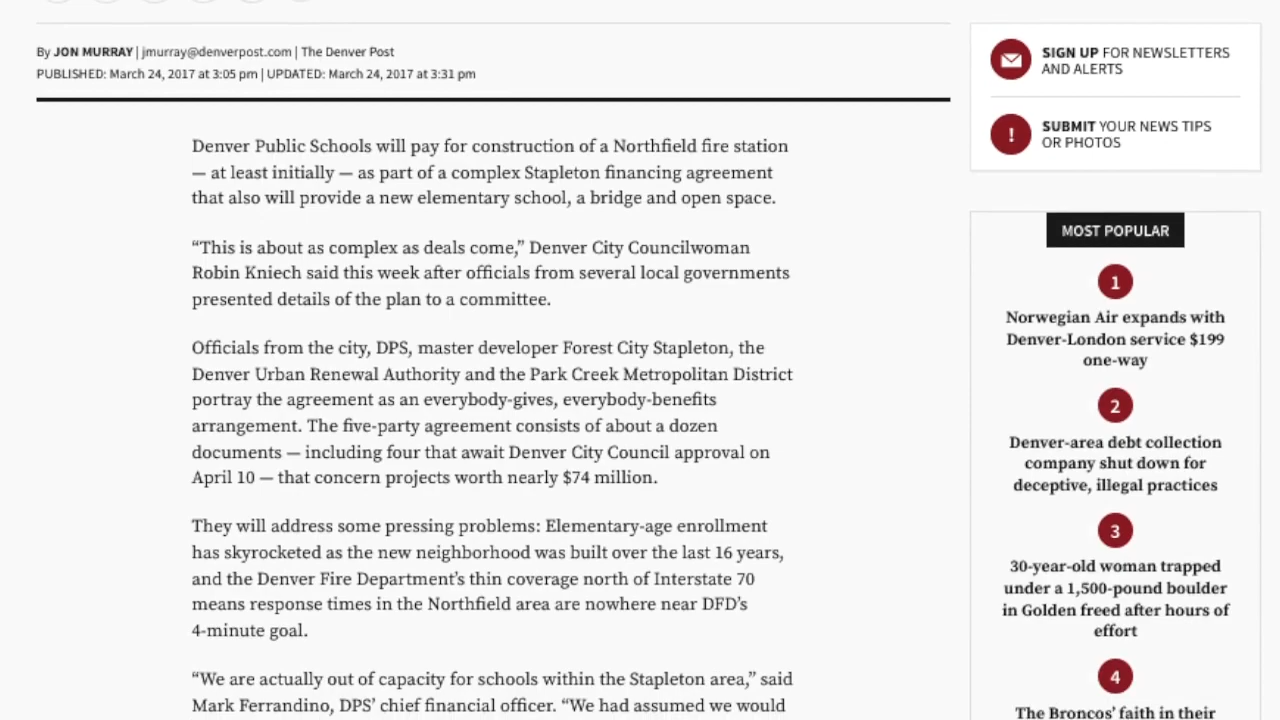 By JON MURRAY | jmurray@denverpost.com | The Denver Post
PUBLISHED: March 24, 2017 at 3:05 pm | UPDATED: March 24, 2017 at 3:31 pm
Denver Public Schools will pay for construction of a Northfield fire station
— at least initially — as part of a complex Stapleton financing agreement
that also will provide a new elementary school, a bridge and open space.
“This is about as complex as deals come,” Denver City Councilwoman
Robin Kniech said this week after officials from several local governments
presented details of the plan to a committee.
Officials from the city, DPS, master developer Forest City Stapleton, the
Denver Urban Renewal Authority and the Park Creek Metropolitan District
portray the agreement as an everybody-gives, everybody-benefits
arrangement. The five-party agreement consists of about a dozen
documents — including four that await Denver City Council approval on
April 10 — that concern projects worth nearly $74 million.
They will address some pressing problems: Elementary-age enrollment
has skyrocketed as the new neighborhood was built over the last 16 years,
and the Denver Fire Department’s thin coverage north of Interstate 70
means response times in the Northfield area are nowhere near DFD’s
4-minute goal.
“We are actually out of capacity for schools within the Stapleton area,” said
Mark Ferrandino, DPS’ chief financial officer. “We had assumed we would
SIGN UP FOR NEWSLETTERS
AND ALERTS
!
SUBMIT YOUR NEWS TIPS
OR PHOTOS
MOST POPULAR
1
Norwegian Air expands with
Denver-London service $199
one-way
2
Denver-area debt collection
company shut down for
deceptive, illegal practices
3
30-year-old woman trapped
under a 1,500-pound boulder
in Golden freed after hours of
effort
4
The Broncos’ faith in their